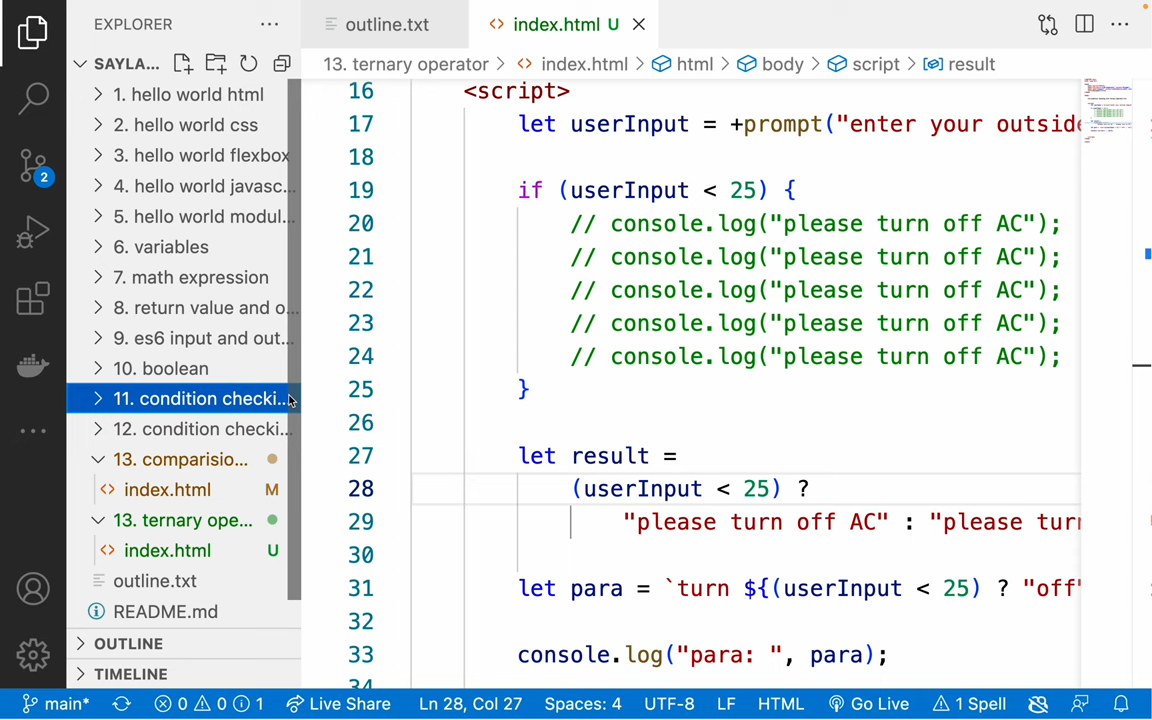 EXPLORER
outline.txt
index.html U
SAYLA...
13. ternary operator
index.html
html
body
script
result
1. hello world html
2. hello world css
3. hello world flexbox
4. hello world javasc...
5. hello world modul...
6. variables
7. math expression
8. return value and o...
9. es6 input and out...
10. boolean
11. condition checki...
12. condition checki...
13. comparisio...
index.html M
13. ternary ope...
index.html U
outline.txt
README.md
OUTLINE
TIMELINE
2
16 <script>
17 let userInput = +prompt("enter your outside
18
19 if (userInput < 25) {
20 // console.log("please turn off AC");
21 // console.log("please turn off AC");
22 // console.log("please turn off AC");
23 // console.log("please turn off AC");
24 // console.log("please turn off AC");
25 }
26
27 let result =
28 (userInput < 25) ?
29 "please turn off AC" : "please turn
30
31 let para = `turn ${(userInput < 25) ? "off"
32
33 console.log("para: ", para);
34
main* 0 0 1 Live Share Ln 28, Col 27 Spaces: 4 UTF-8 LF HTML Go Live 1 Spell